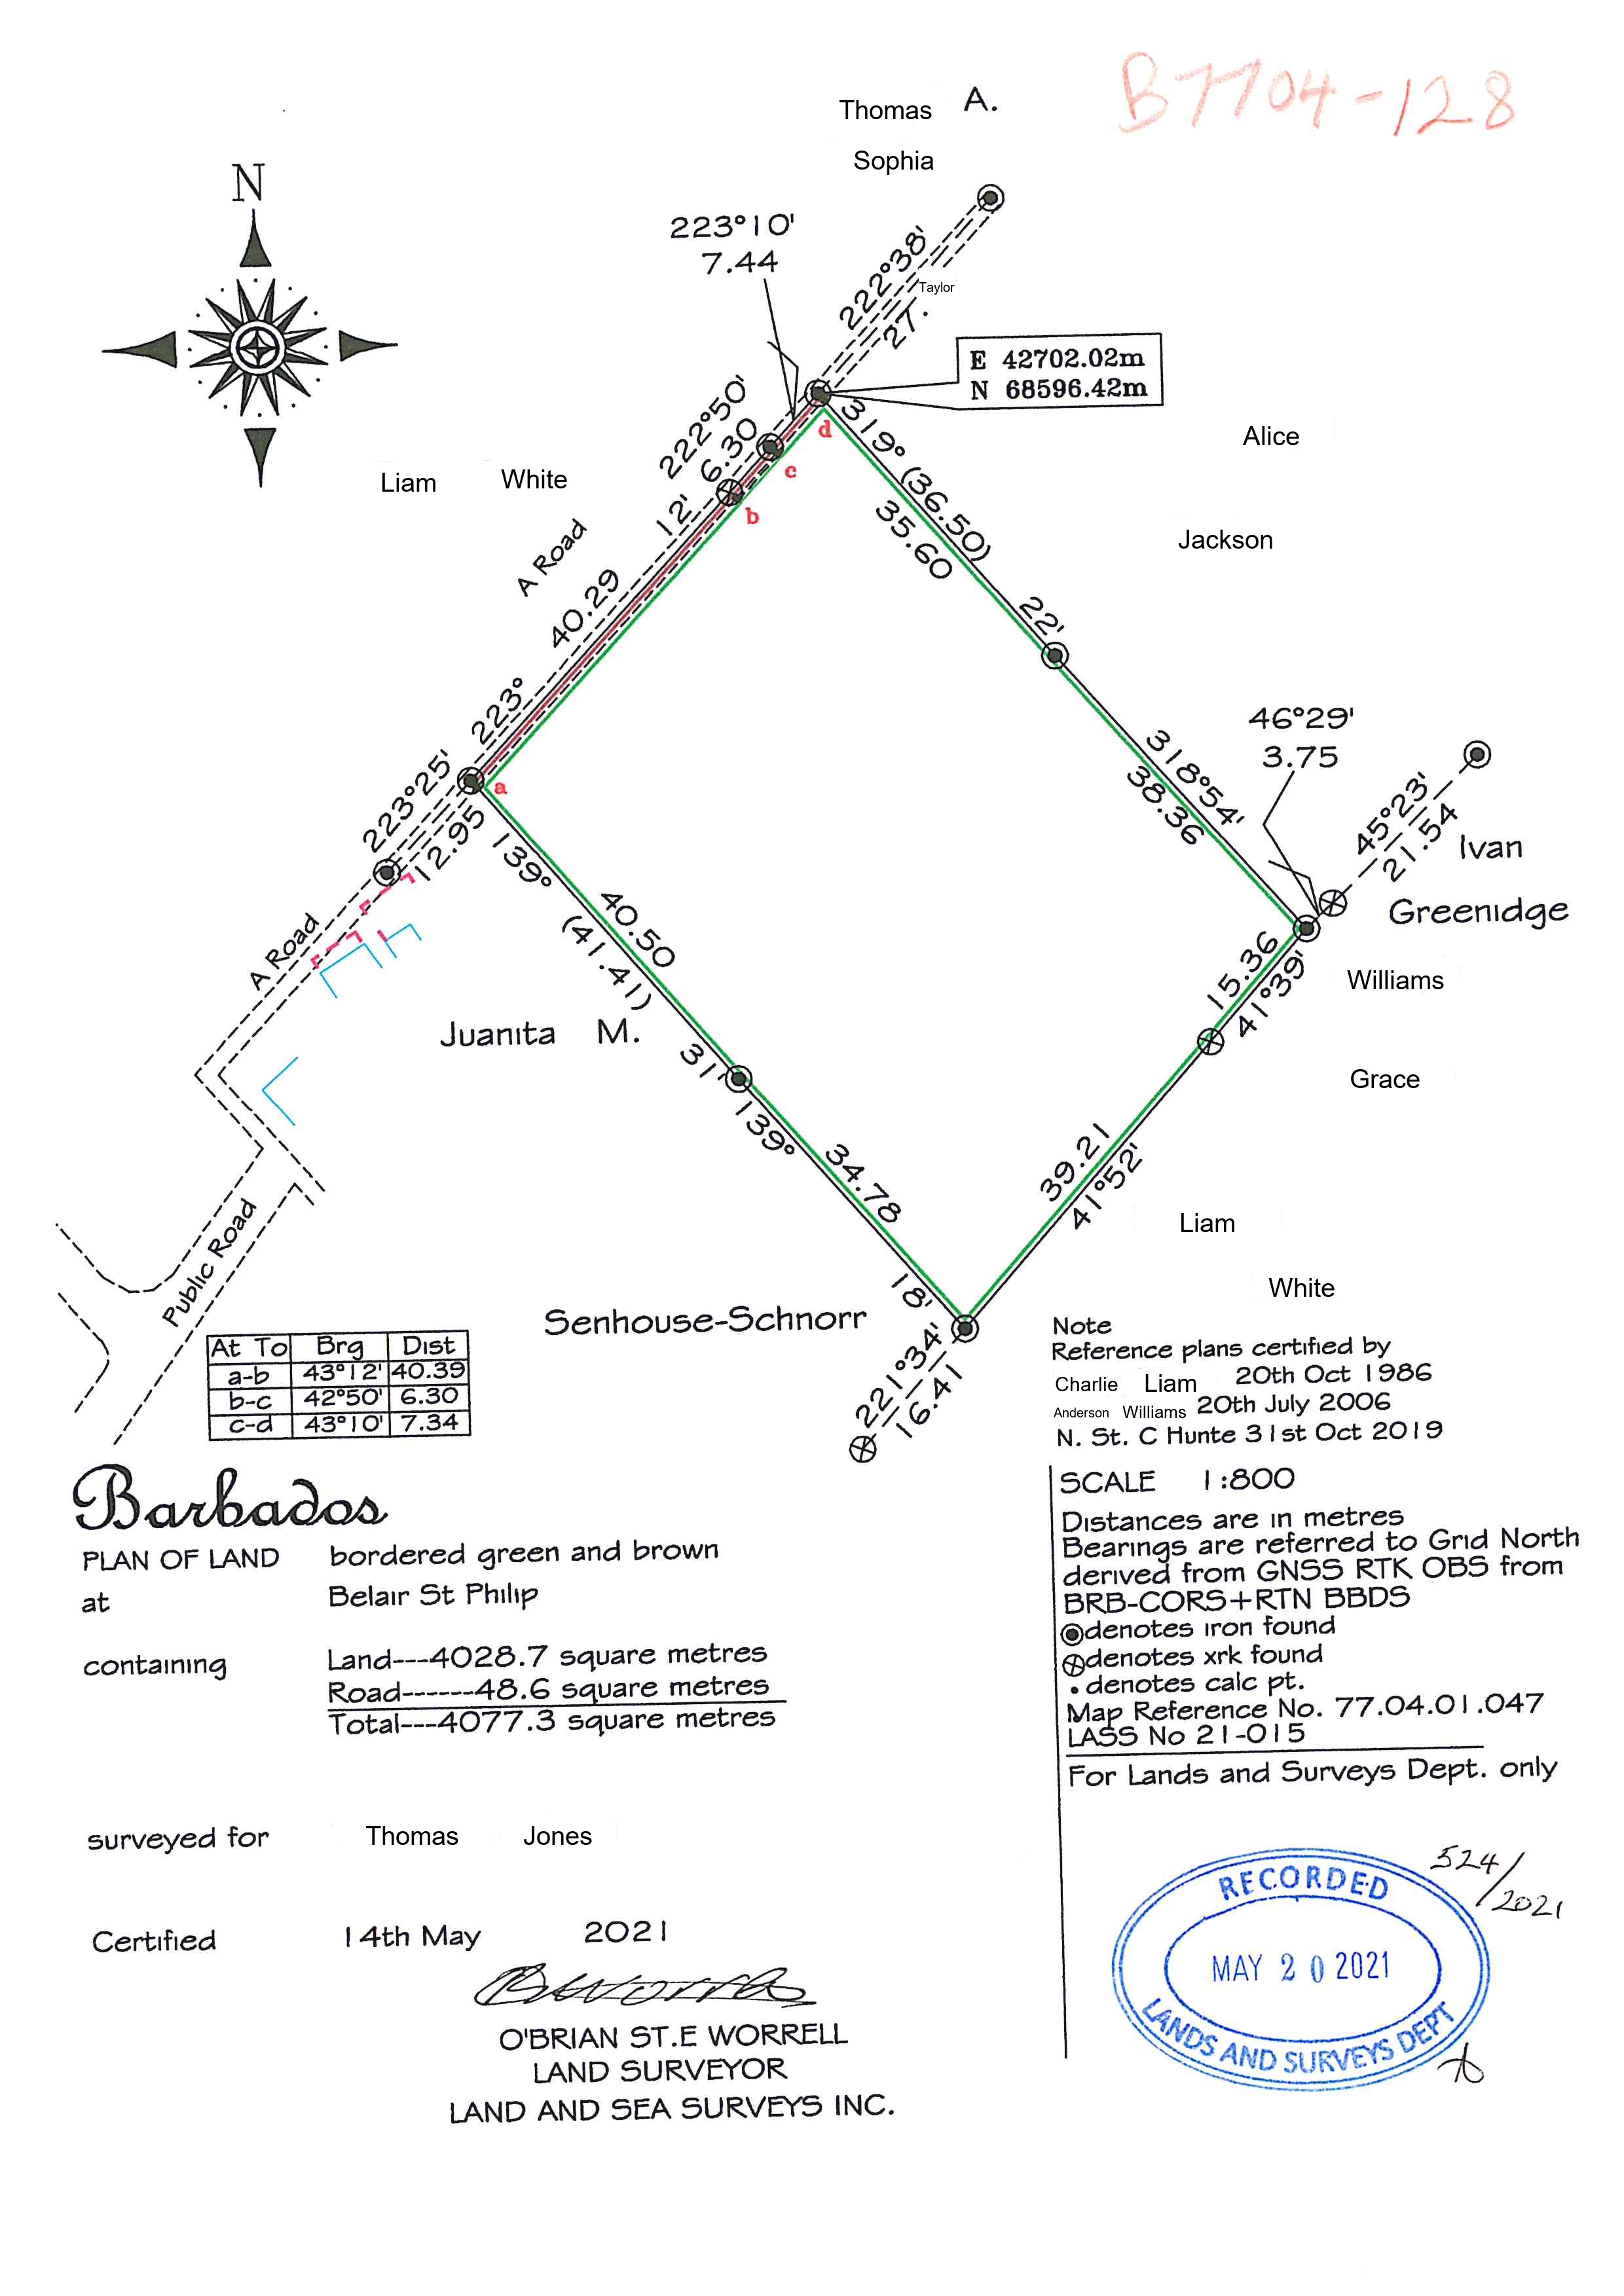 B7704-128
Thomas A.
Sophia
N
223°10'
7.44
222°38'
27.
Taylor
E 42702.02m
N 68596.42m
222°50'
6.30
12'
d
c
b
319° (36.50)
35.60
22'
Alice
Liam White
Jackson
A Road
40.29
223°
a
223°25'
12.95
318°54'
38.36
46°29'
3.75
45°23'
21.54
Ivan
Greenidge
139°
40.50
(41.41)
31'
15.36
41°39'
Williams
A Road
Juanita M.
Grace
139°
34.78
18'
39.21
41°52'
Liam
White
Public Road
Senhouse-Schnorr
221°34'
16.41
At To Brg Dist
a-b 43°12' 40.39
b-c 42°50' 6.30
c-d 43°10' 7.34
Note
Reference plans certified by
Charlie Liam 20th Oct 1986
Anderson Williams 20th July 2006
N. St. C Hunte 31st Oct 2019
Barbados
PLAN OF LAND bordered green and brown
at Belair St Philip
containing Land---4028.7 square metres
Road------48.6 square metres
Total---4077.3 square metres
surveyed for Thomas Jones
Certified 14th May 2021
O'BRIAN ST.E WORRELL
LAND SURVEYOR
LAND AND SEA SURVEYS INC.
SCALE 1:800
Distances are in metres
Bearings are referred to Grid North
derived from GNSS RTK OBS from
BRB-CORS+RTN BBDS
denotes iron found
denotes xrk found
denotes calc pt.
Map Reference No. 77.04.01.047
LASS No 21-015
For Lands and Surveys Dept. only
524/2021
RECORDED
MAY 20 2021
LANDS AND SURVEYS DEPT